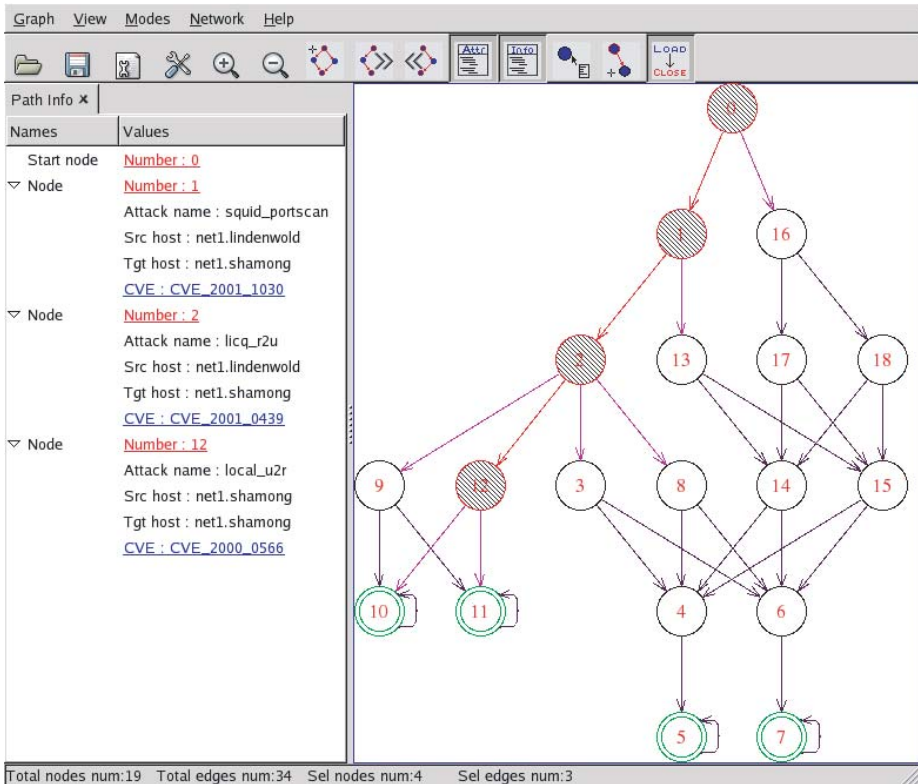 Graph View Modes Network Help
Attr Info LOAD CLOSE
Path Info x
Names Values
Start node Number : 0
Node Number : 1
Attack name : squid_portscan
Src host : net1.lindenwold
Tgt host : net1.shamong
CVE : CVE_2001_1030
Node Number : 2
Attack name : licq_r2u
Src host : net1.lindenwold
Tgt host : net1.shamong
CVE : CVE_2001_0439
Node Number : 12
Attack name : local_u2r
Src host : net1.shamong
Tgt host : net1.shamong
CVE : CVE_2000_0566
0
1 16
2 13 17 18
9 12 3 8 14 15
10 11 4 6
5 7
Total nodes num:19 Total edges num:34 Sel nodes num:4 Sel edges num:3